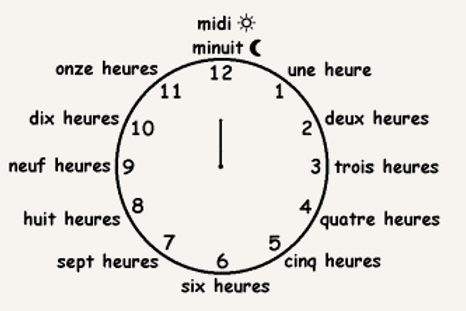 midi
minuit
onze heures
12
une heure
11
1
dix heures
10
2
deux heures
neuf heures
9
3
trois heures
huit heures
8
4
quatre heures
sept heures
7
5
cinq heures
6
six heures